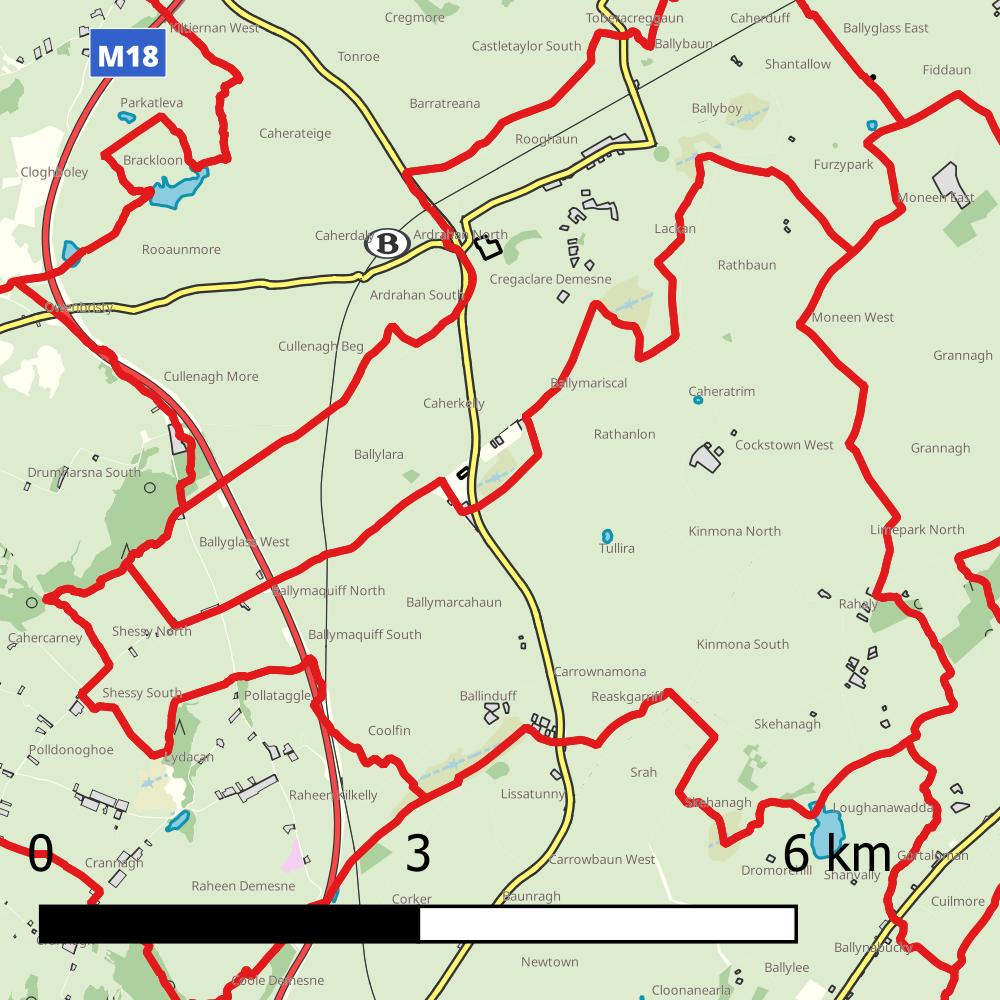 Cregmore
Toberacreggaun
Caherduff
Kiltiernan West
Ballyglass East
Castletaylor South
Ballybaun
M18
Tonroe
Shantallow
Fiddaun
Parkatleva
Barratreana
Ballyboy
Caherateige
Rooghaun
Brackloon
Furzypark
Cloghboley
Moneen East
Caherdaly
B
Ardrahan North
Lackan
Rooaunmore
Rathbaun
Cregaclare Demesne
Ardrahan South
Owenbristy
Moneen West
Cullenagh Beg
Grannagh
Cullenagh More
Ballymariscal
Caheratrim
Caherkelly
Rathanlon
Cockstown West
Grannagh
Ballylara
Drumharsna South
Kinmona North
Limepark North
Ballyglass West
Tullira
Ballymaquiff North
Ballymarcahaun
Rahaly
Shessy North
Ballymaquiff South
Cahercarney
Kinmona South
Carrownamona
Shessy South
Pollataggle
Ballinduff
Reaskgarriff
Skehanagh
Coolfin
Polldonoghoe
Lydacan
Srah
Raheen Kilkelly
Lissatunny
Skehanagh
Loughanawadda
0 3 6 km
Crannagh
Carrowbaun West
Gortaloman
Dromorehill
Shanvally
Raheen Demesne
Corker
Baunragh
Cuilmore
Ballynabucky
Newtown
Ballylee
Coole Demesne
Cloonanearla